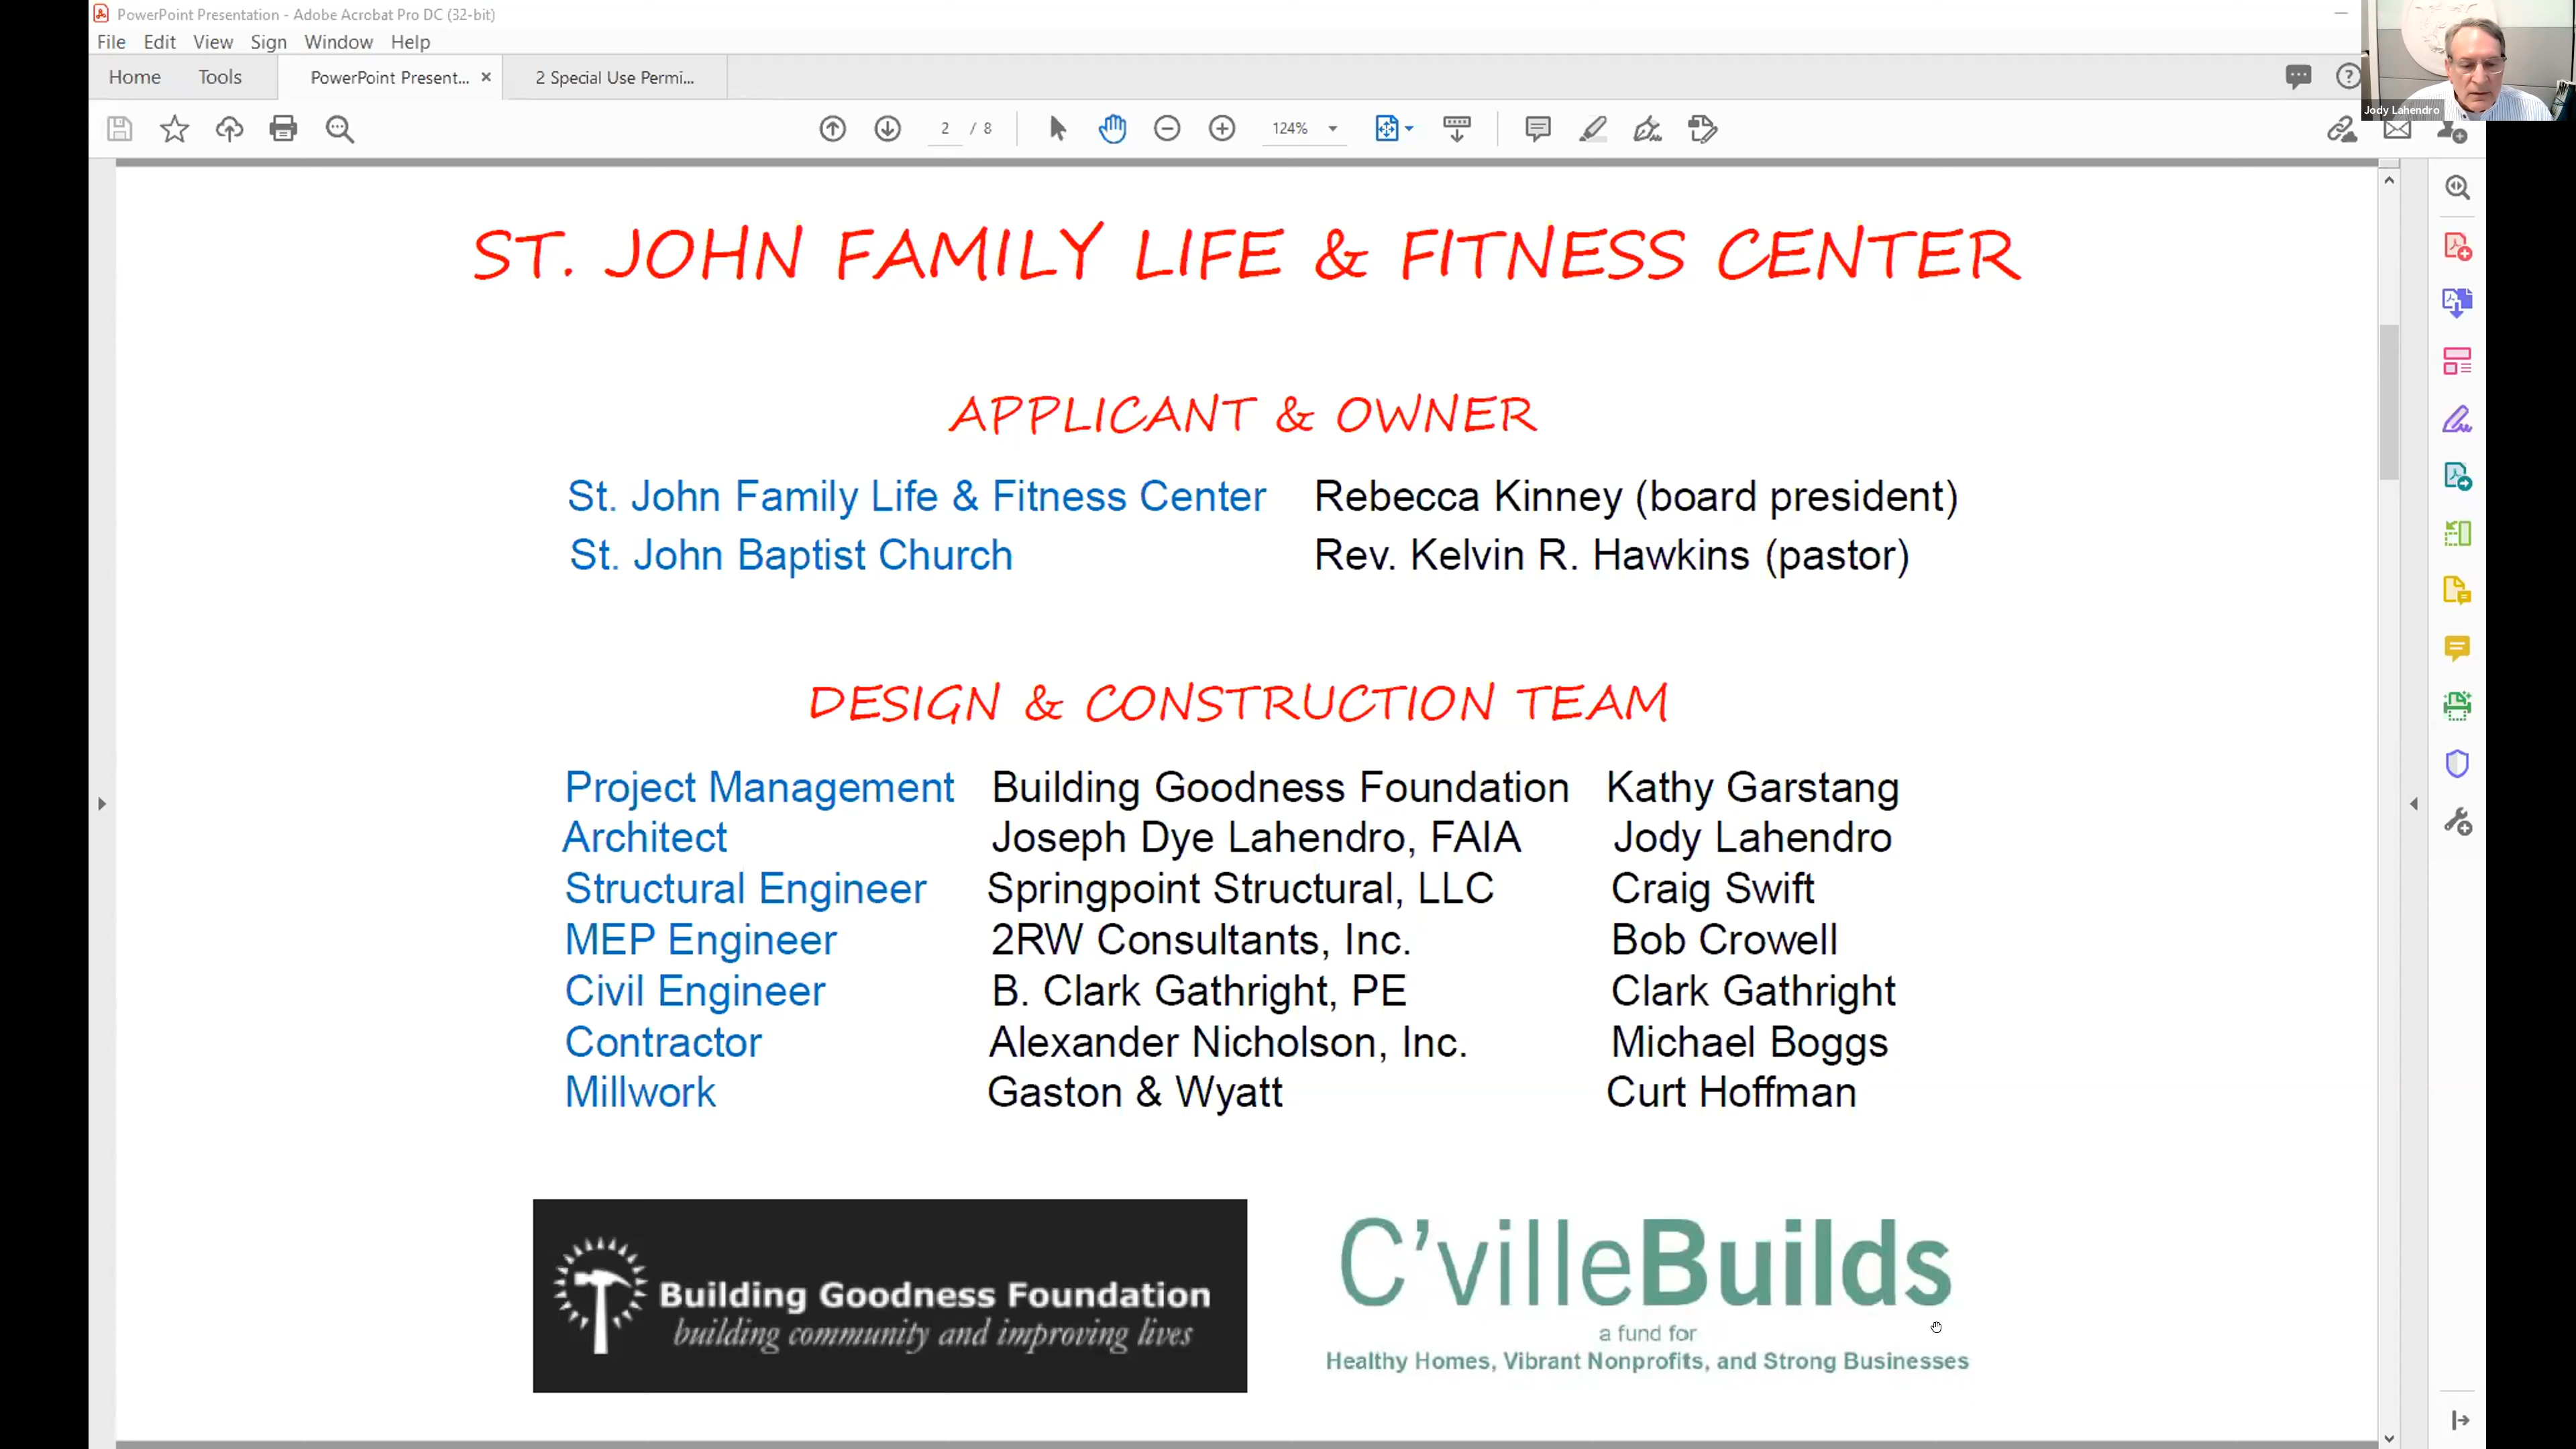 PowerPoint Presentation - Adobe Acrobat Pro DC (32-bit)
File Edit View Sign Window Help
Home Tools PowerPoint Present... × 2 Special Use Permi...
Jody Lahendro
2 / 8 124%
ST. JOHN FAMILY LIFE & FITNESS CENTER
APPLICANT & OWNER
St. John Family Life & Fitness Center Rebecca Kinney (board president)
St. John Baptist Church Rev. Kelvin R. Hawkins (pastor)
DESIGN & CONSTRUCTION TEAM
Project Management Building Goodness Foundation Kathy Garstang
Architect Joseph Dye Lahendro, FAIA Jody Lahendro
Structural Engineer Springpoint Structural, LLC Craig Swift
MEP Engineer 2RW Consultants, Inc. Bob Crowell
Civil Engineer B. Clark Gathright, PE Clark Gathright
Contractor Alexander Nicholson, Inc. Michael Boggs
Millwork Gaston & Wyatt Curt Hoffman
Building Goodness Foundation
building community and improving lives
C'villeBuilds
a fund for
Healthy Homes, Vibrant Nonprofits, and Strong Businesses